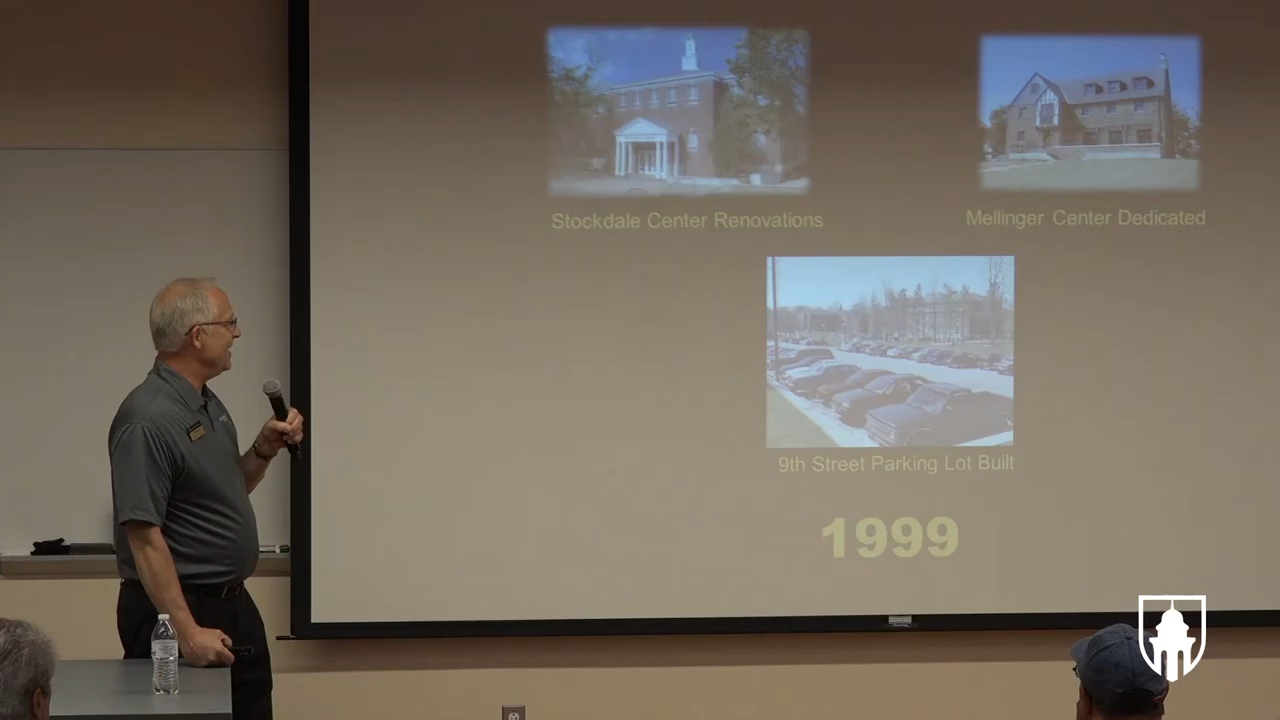 Stockdale Center Renovations
Mellinger Center Dedicated
9th Street Parking Lot Built
1999